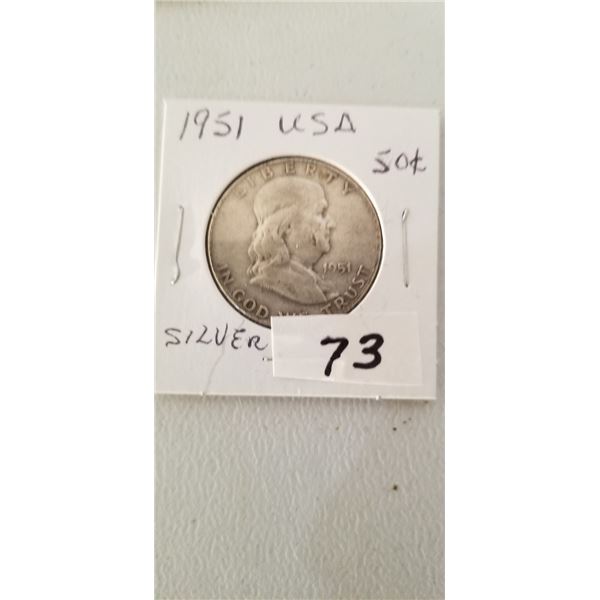 1951 USA
50¢
LIBERTY
1951
IN GOD WE TRUST
SILVER
73